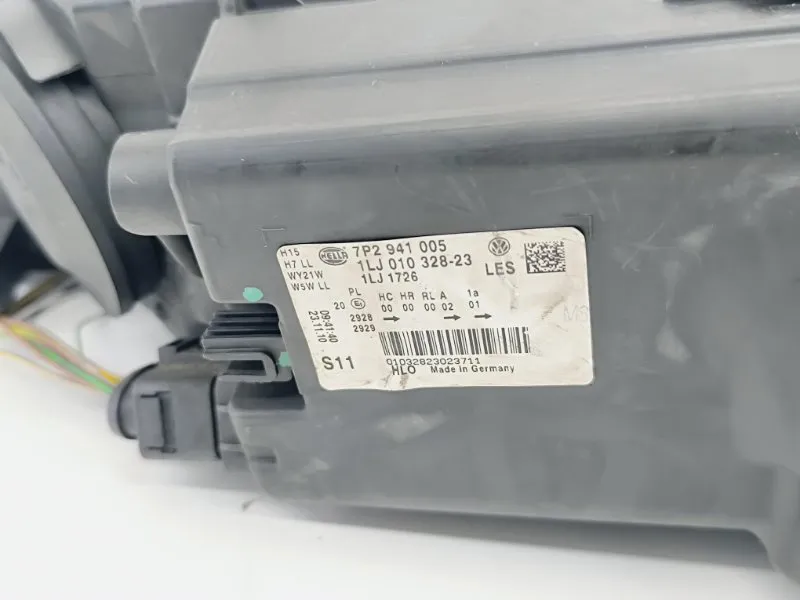 H15
H7 LL
WY21W
W5W LL
HELLA
7P2 941 005
1LJ 010 328-23
1LJ 1726
LES
PL HC HR RL A 1a
20 E1 00 00 00 02 01
2928
2929
09:41:40
23.11.10
S11
01032823023711
HLO Made in Germany